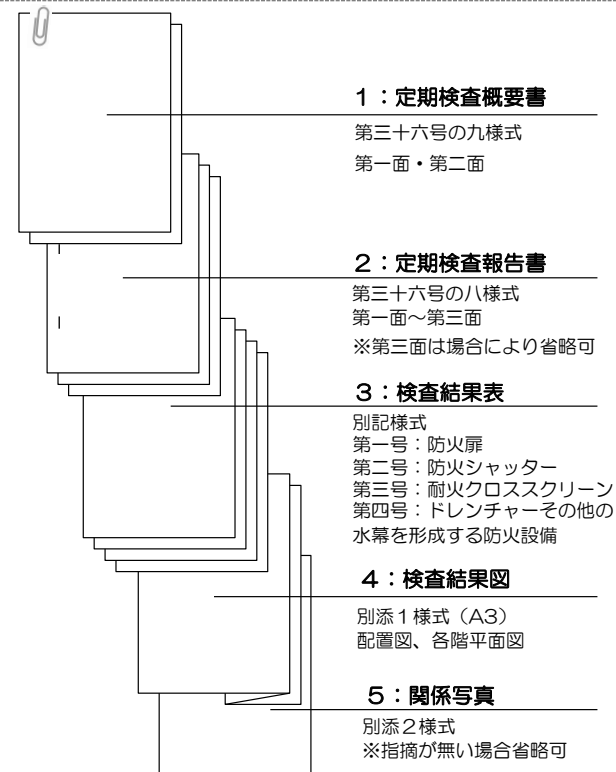 １：定期検査概要書
第三十六号の九様式
第一面・第二面
２：定期検査報告書
第三十六号の八様式
第一面～第三面
※第三面は場合により省略可
３：検査結果表
別記様式
第一号：防火扉
第二号：防火シャッター
第三号：耐火クロススクリーン
第四号：ドレンチャーその他の
水幕を形成する防火設備
４：検査結果図
別添１様式（A3）
配置図、各階平面図
５：関係写真
別添２様式
※指摘が無い場合省略可